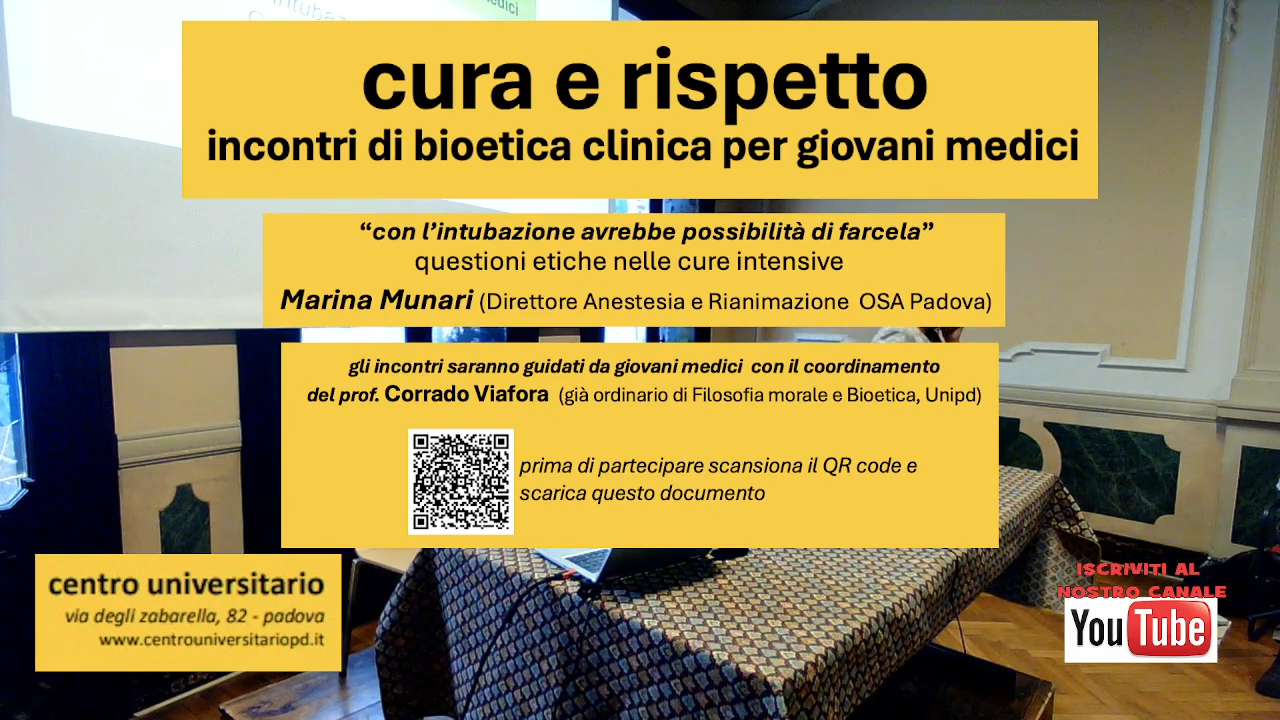 intubaz
edici
cura e rispetto
incontri di bioetica clinica per giovani medici
“con l’intubazione avrebbe possibilità di farcela”
questioni etiche nelle cure intensive
Marina Munari (Direttore Anestesia e Rianimazione OSA Padova)
gli incontri saranno guidati da giovani medici con il coordinamento
del prof. Corrado Viafora (già ordinario di Filosofia morale e Bioetica, Unipd)
prima di partecipare scansiona il QR code e
scarica questo documento
centro universitario
via degli zabarella, 82 - padova
www.centrouniversitariopd.it
ISCRIVITI AL
NOSTRO CANALE
YouTube